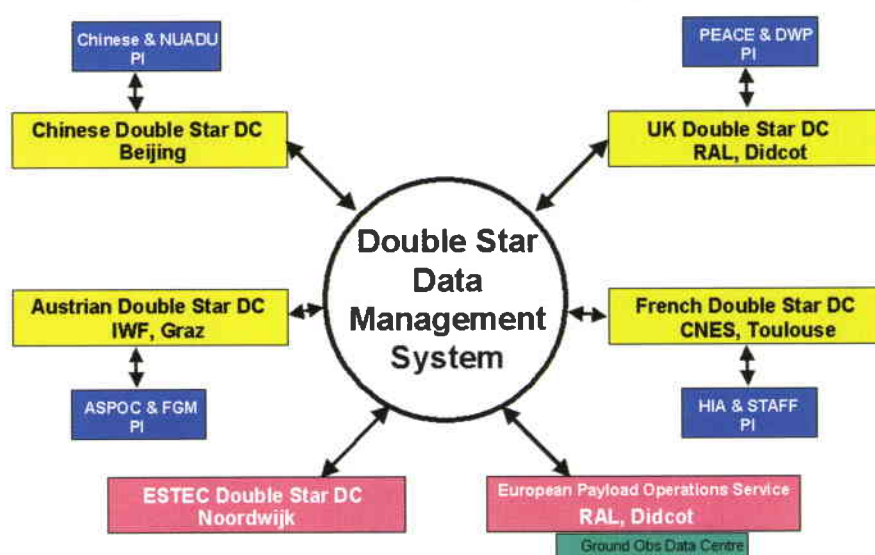 Chinese & NUADU
PI
PEACE & DWP
PI
Chinese Double Star DC
Beijing
UK Double Star DC
RAL, Didcot
Double Star
Data
Management
System
Austrian Double Star DC
IWF, Graz
French Double Star DC
CNES, Toulouse
ASPOC & FGM
PI
HIA & STAFF
PI
ESTEC Double Star DC
Noordwijk
European Payload Operations Service
RAL, Didcot
Ground Obs Data Centre